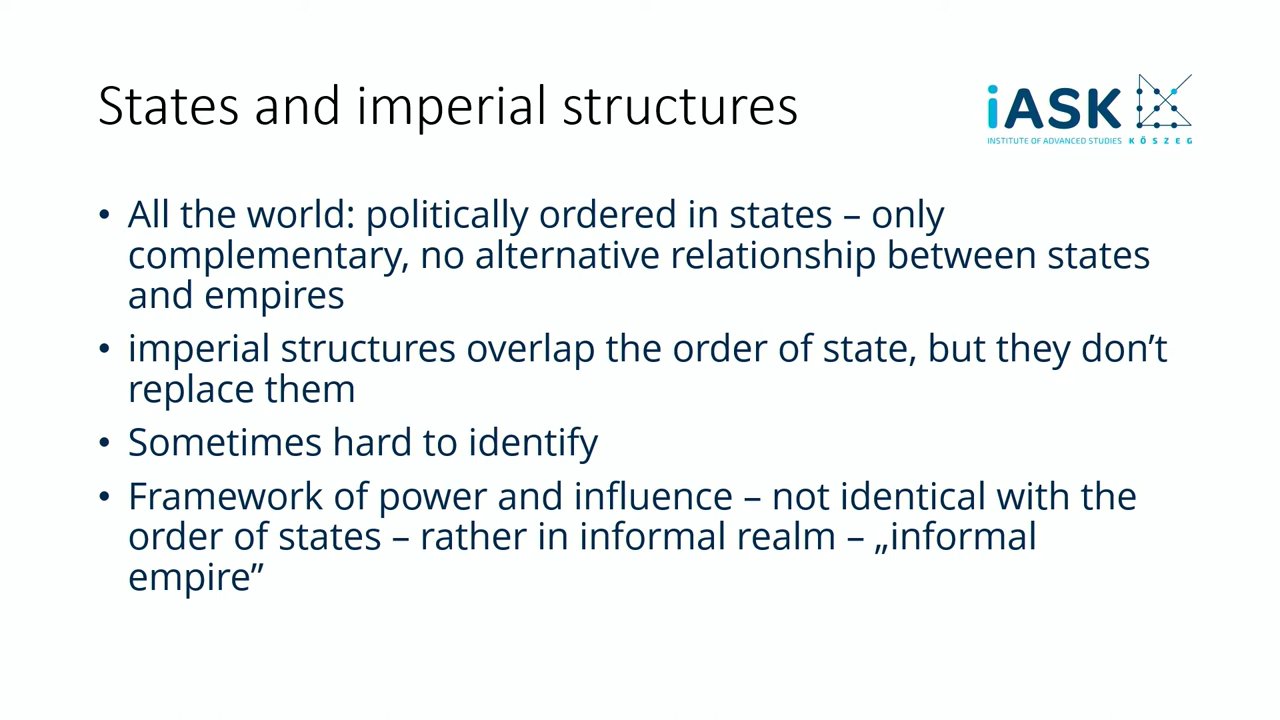 States and imperial structures
iASK
INSTITUTE OF ADVANCED STUDIES KŐSZEG
• All the world: politically ordered in states – only
complementary, no alternative relationship between states
and empires
• imperial structures overlap the order of state, but they don’t
replace them
• Sometimes hard to identify
• Framework of power and influence – not identical with the
order of states – rather in informal realm – „informal
empire”